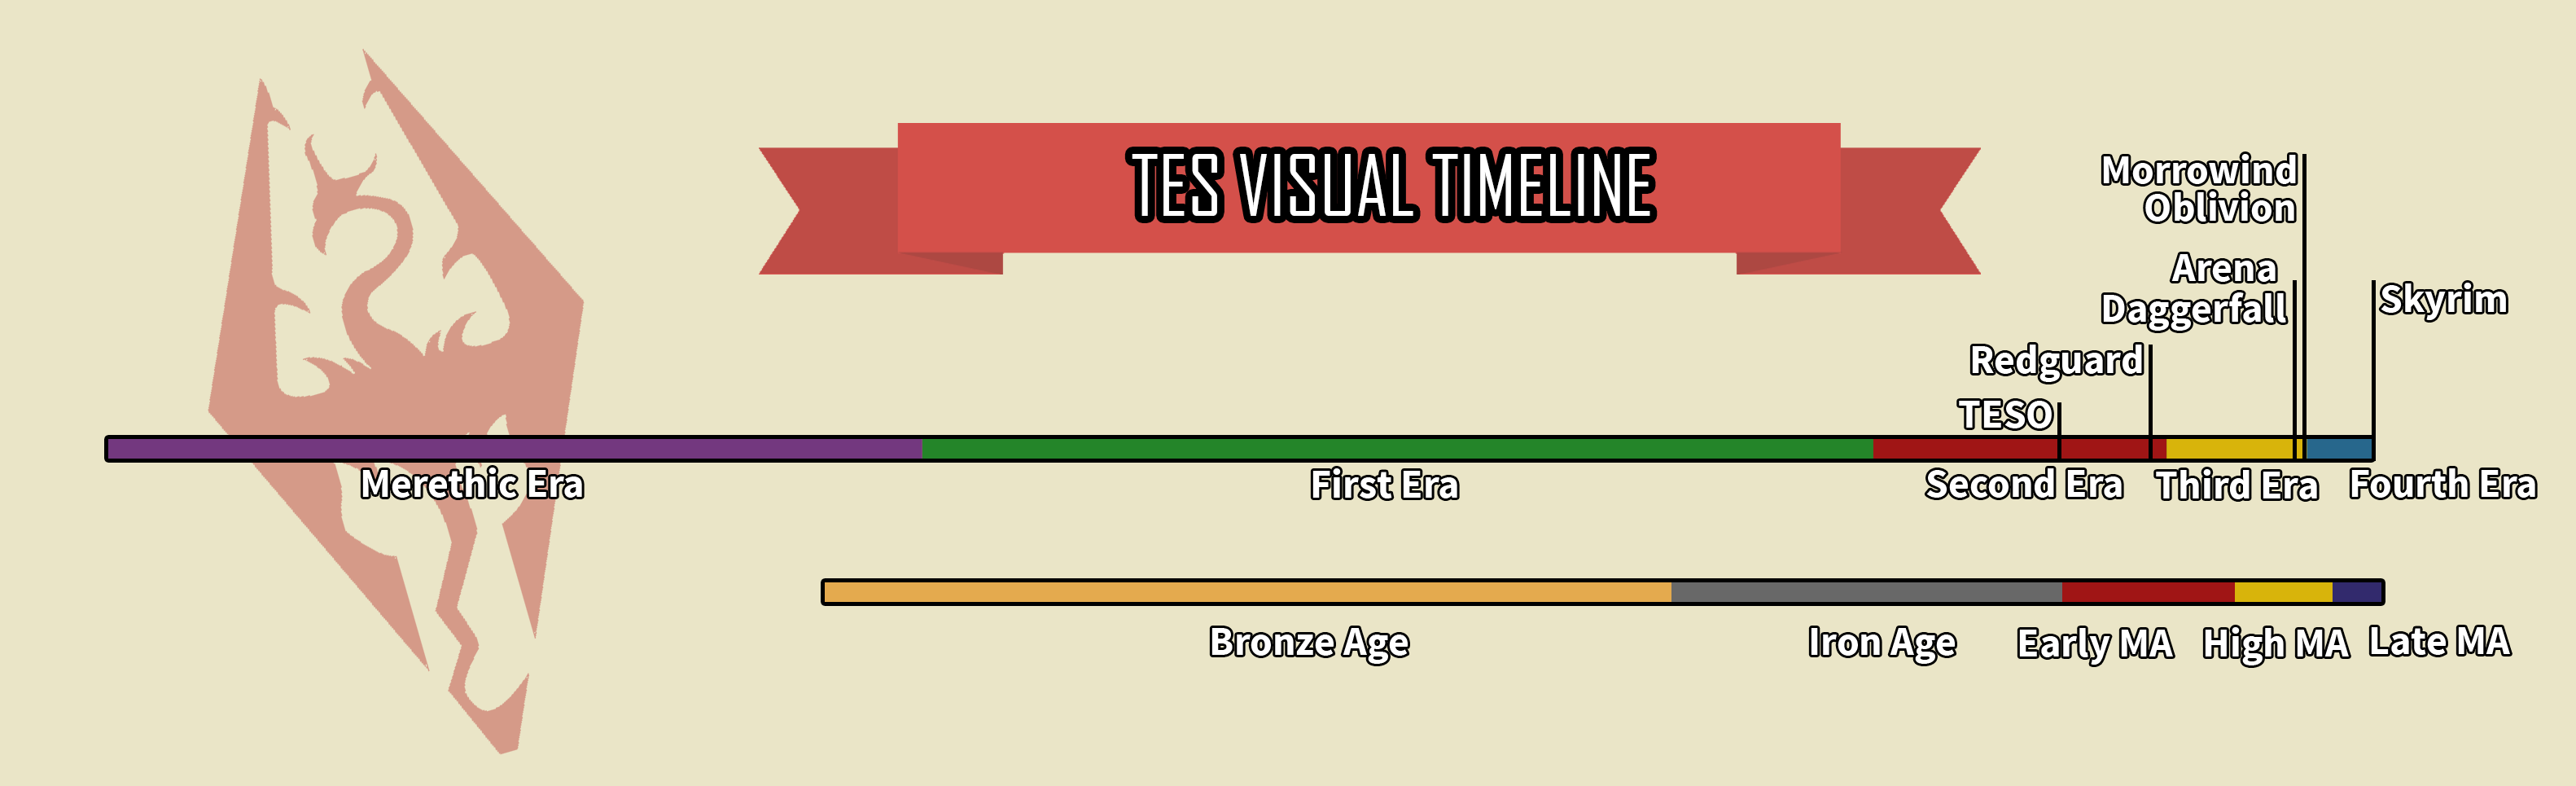 TES VISUAL TIMELINE
Morrowind
Oblivion
Arena
Daggerfall
Skyrim
Redguard
TESO
Merethic Era
First Era
Second Era
Third Era
Fourth Era
Bronze Age
Iron Age
Early MA
High MA
Late MA